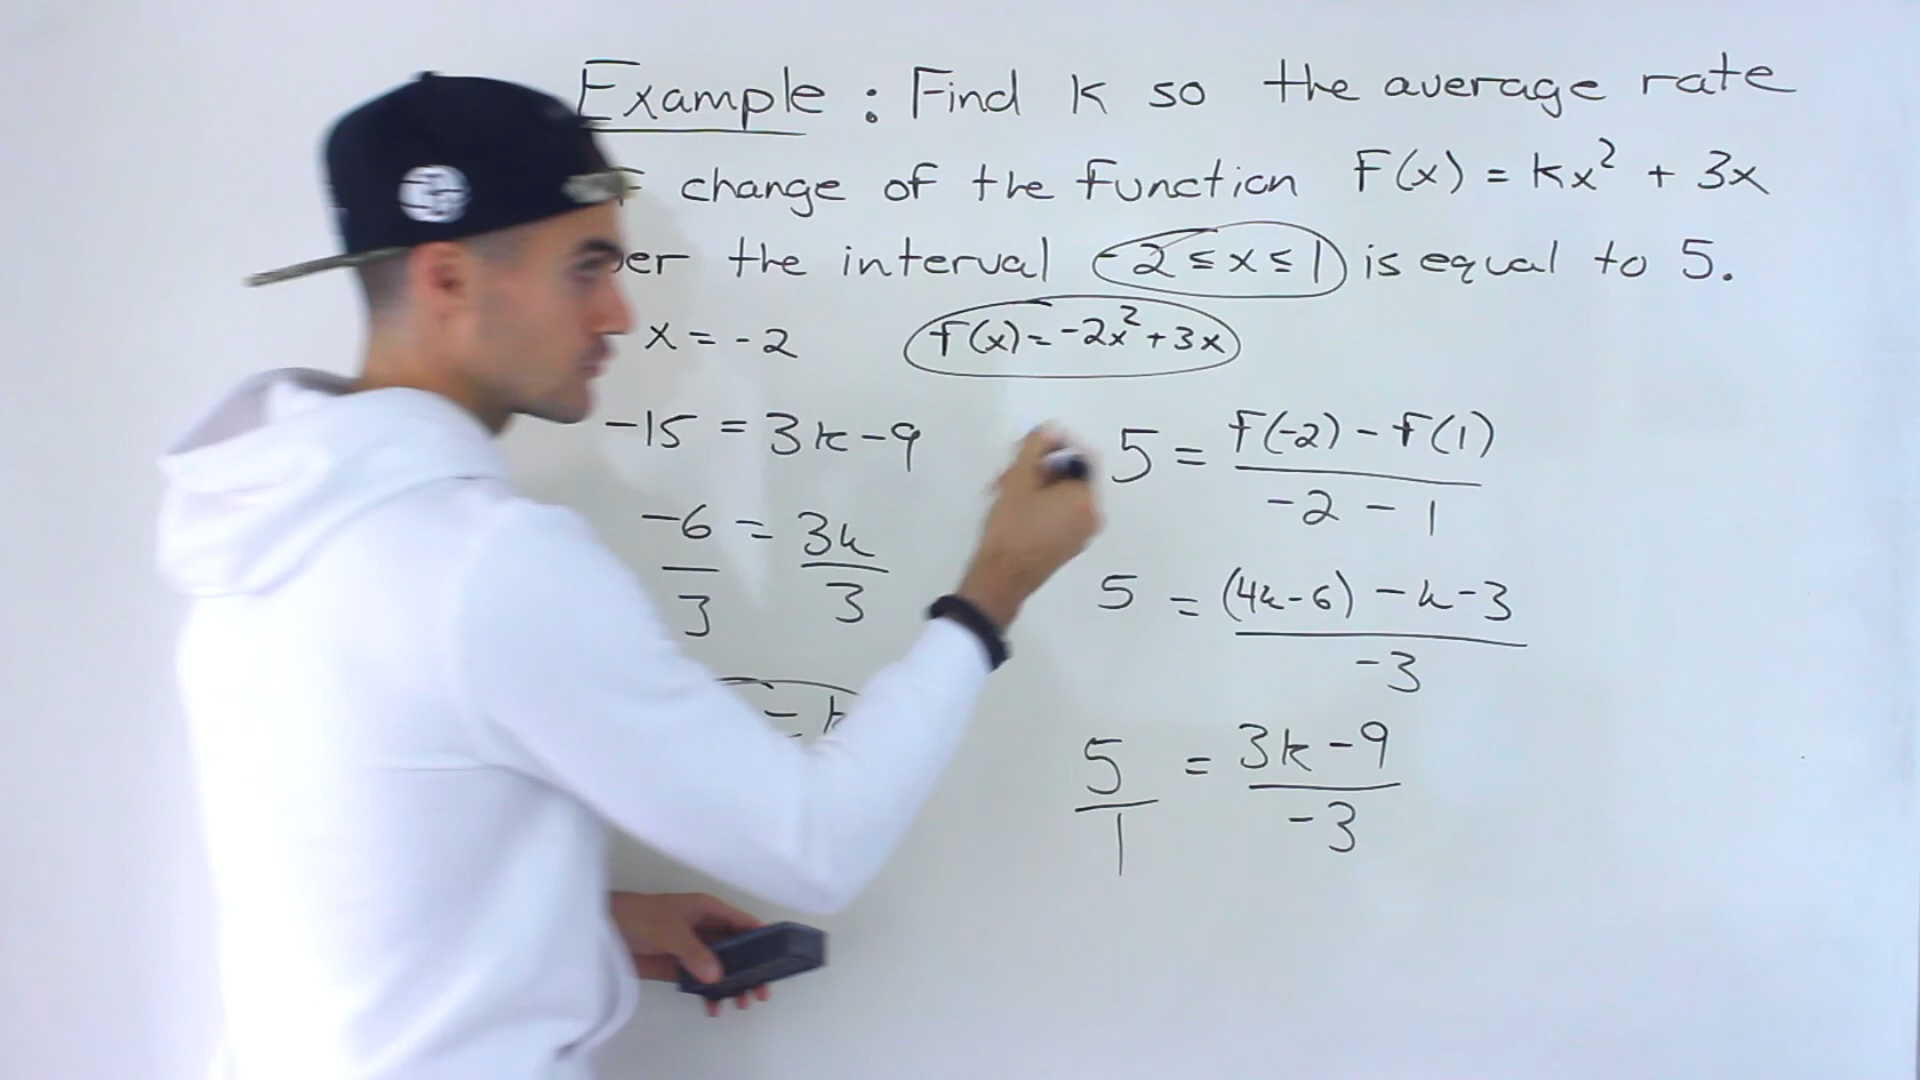 Example : Find k so the average rate
change of the function f(x) = kx² + 3x
the interval -2 ≤ x ≤ 1 is equal to 5.
x = -2
f(x) = -2x² + 3x
-15 = 3k - 9
-6/3 = 3k/3
= k
5 = f(-2) - f(1) / -2 - 1
5 = (4k-6) - k - 3 / -3
5/1 = 3k - 9 / -3